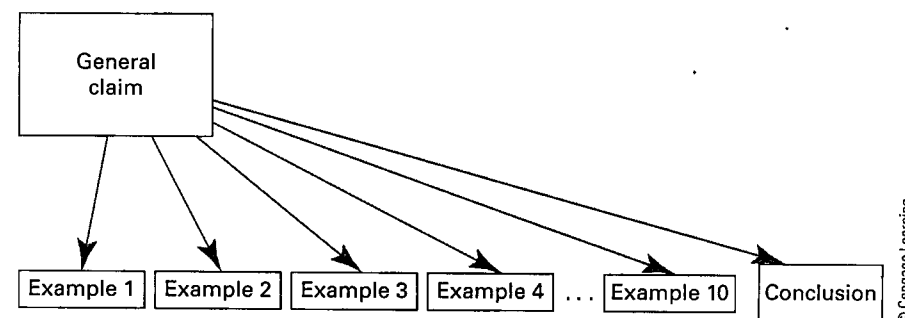 General
claim
Example 1
Example 2
Example 3
Example 4
...
Example 10
Conclusion
© Cengage Learning